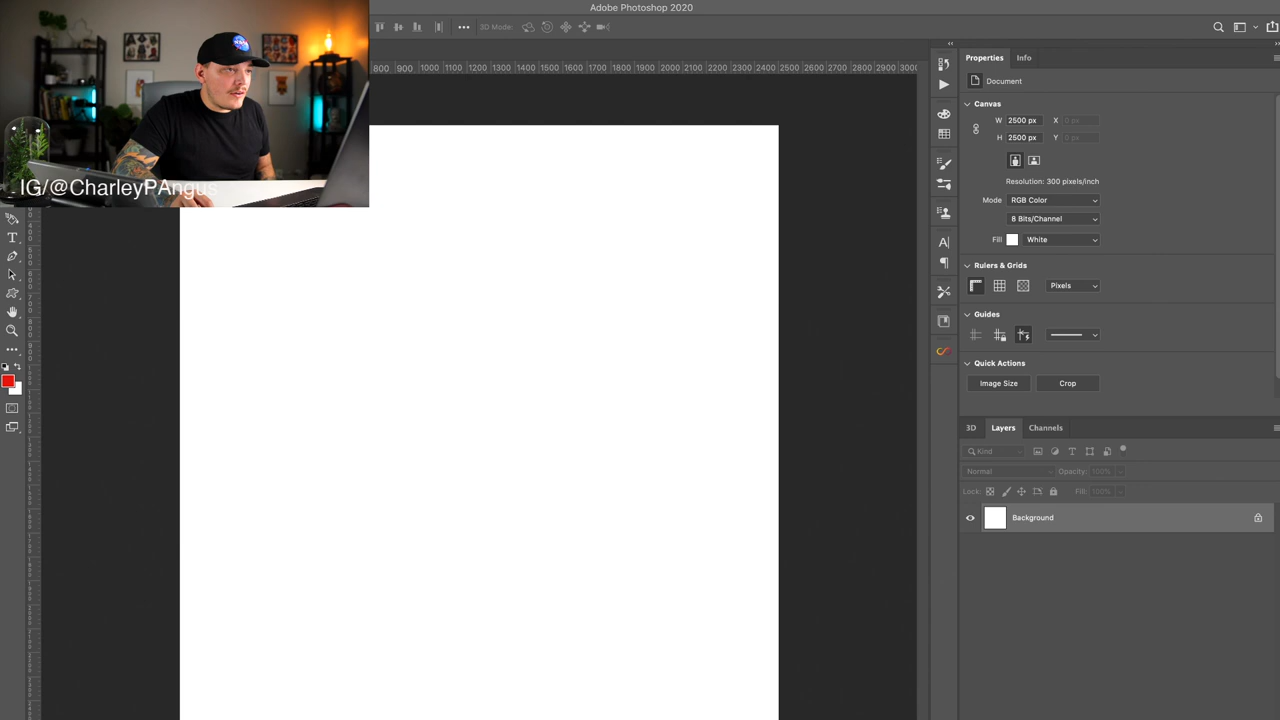 Adobe Photoshop 2020
3D Mode:
800 900 1000 1100 1200 1300 1400 1500 1600 1700 1800 1900 2000 2100 2200 2300 2400 2500 2600 2700 2800 2900 3000
IG/@CharleyPAngus
Properties Info
Document
Canvas
W 2500 px X 0 px
H 2500 px Y 0 px
Resolution: 300 pixels/inch
Mode RGB Color
8 Bits/Channel
Fill White
Rulers & Grids
Pixels
Guides
Quick Actions
Image Size Crop
3D Layers Channels
Kind
Normal Opacity: 100%
Lock: Fill: 100%
Background